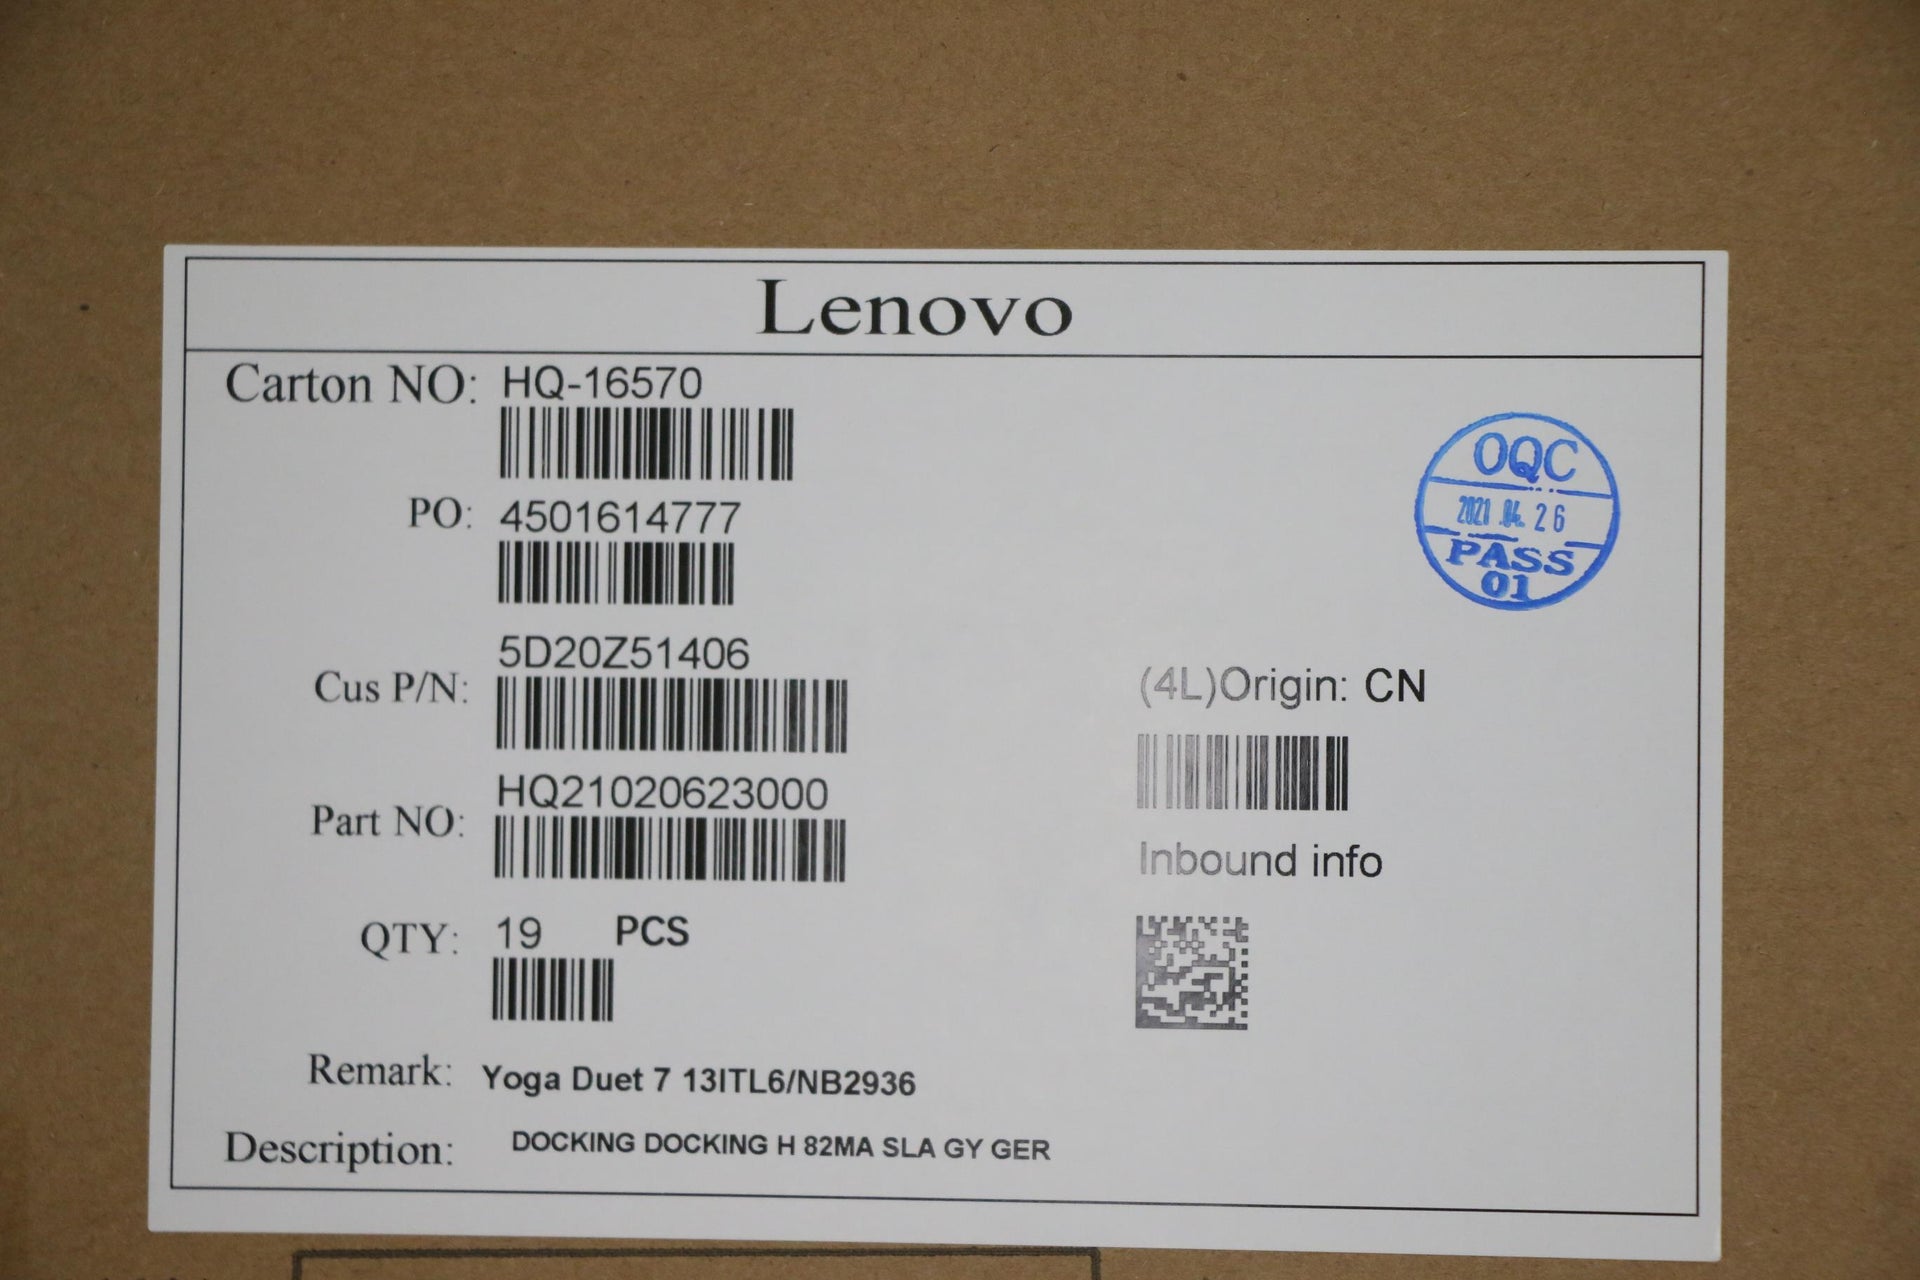 Lenovo
Carton NO: HQ-16570
PO: 4501614777
Cus P/N: 5D20Z51406
Part NO: HQ21020623000
QTY: 19 PCS
Remark: Yoga Duet 7 13ITL6/NB2936
Description: DOCKING DOCKING H 82MA SLA GY GER
OQC
2021.04.26
PASS
01
(4L)Origin: CN
Inbound info